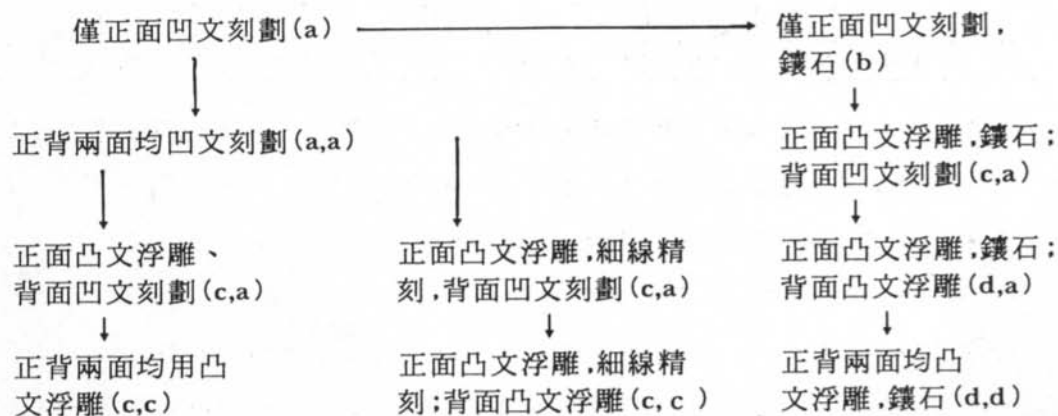 僅正面凹文刻劃(a)
僅正面凹文刻劃,
鑲石(b)
正背兩面均凹文刻劃(a,a)
正面凸文浮雕,鑲石;
背面凹文刻劃(c,a)
正面凸文浮雕、
背面凹文刻劃(c,a)
正面凸文浮雕,細線精
刻,背面凹文刻劃(c,a)
正面凸文浮雕,鑲石;
背面凸文浮雕(d,a)
正背兩面均用凸
文浮雕(c,c)
正面凸文浮雕,細線精
刻;背面凸文浮雕(c, c )
正背兩面均凸
文浮雕,鑲石(d,d)